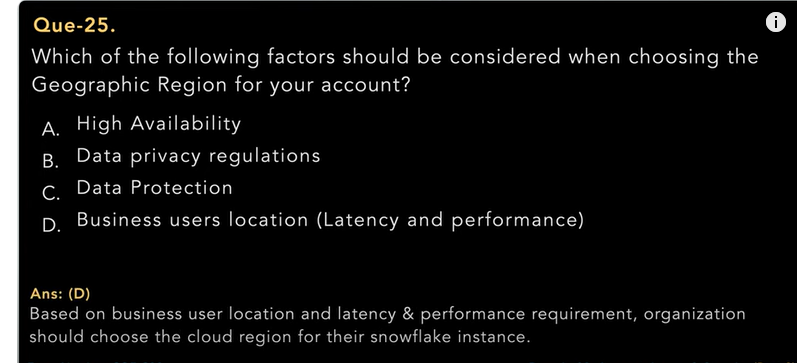 Que-25.
Which of the following factors should be considered when choosing the
Geographic Region for your account?
A. High Availability
B. Data privacy regulations
C. Data Protection
D. Business users location (Latency and performance)
Ans: (D)
Based on business user location and latency & performance requirement, organization
should choose the cloud region for their snowflake instance.